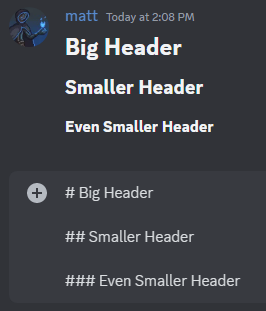 matt Today at 2:08 PM
Big Header
Smaller Header
Even Smaller Header
# Big Header
## Smaller Header
### Even Smaller Header